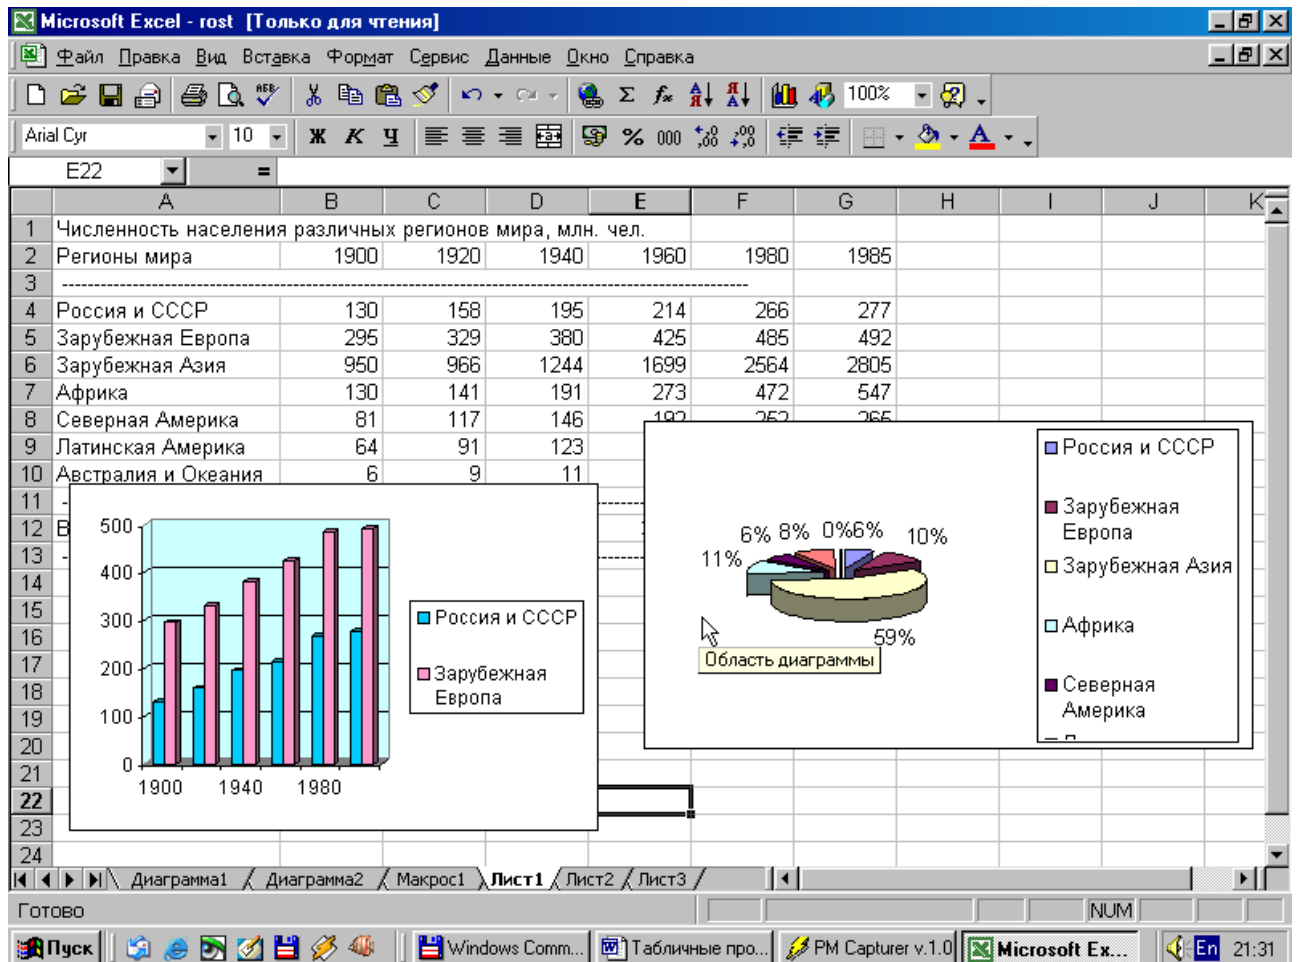 Microsoft Excel - rost [Только для чтения]
Файл Правка Вид Вставка Формат Сервис Данные Окно Справка
100%
Arial Cyr 10 Ж К Ч % 000
E22 =
A B C D E F G H I J K
1 Численность населения различных регионов мира, млн. чел.
2 Регионы мира 1900 1920 1940 1960 1980 1985
3 ------------------------------------------------------------
4 Россия и СССР 130 158 195 214 266 277
5 Зарубежная Европа 295 329 380 425 485 492
6 Зарубежная Азия 950 966 1244 1699 2564 2805
7 Африка 130 141 191 273 472 547
8 Северная Америка 81 117 146 192 252 265
9 Латинская Америка 64 91 123
10 Австралия и Океания 6 9 11
11
12 В
13
14
15
16
17
18
19
20
21
22
23
24
500
400
300
200
100
0
1900 1940 1980
Россия и СССР
Зарубежная
Европа
6% 8% 0% 6% 10%
11%
59%
Область диаграммы
Россия и СССР
Зарубежная
Европа
Зарубежная Азия
Африка
Северная
Америка
Диаграмма1 Диаграмма2 Макрос1 Лист1 Лист2 Лист3
Готово NUM
Пуск Windows Comm... Табличные про... PM Capturer v.1.0 Microsoft Ex... En 21:31